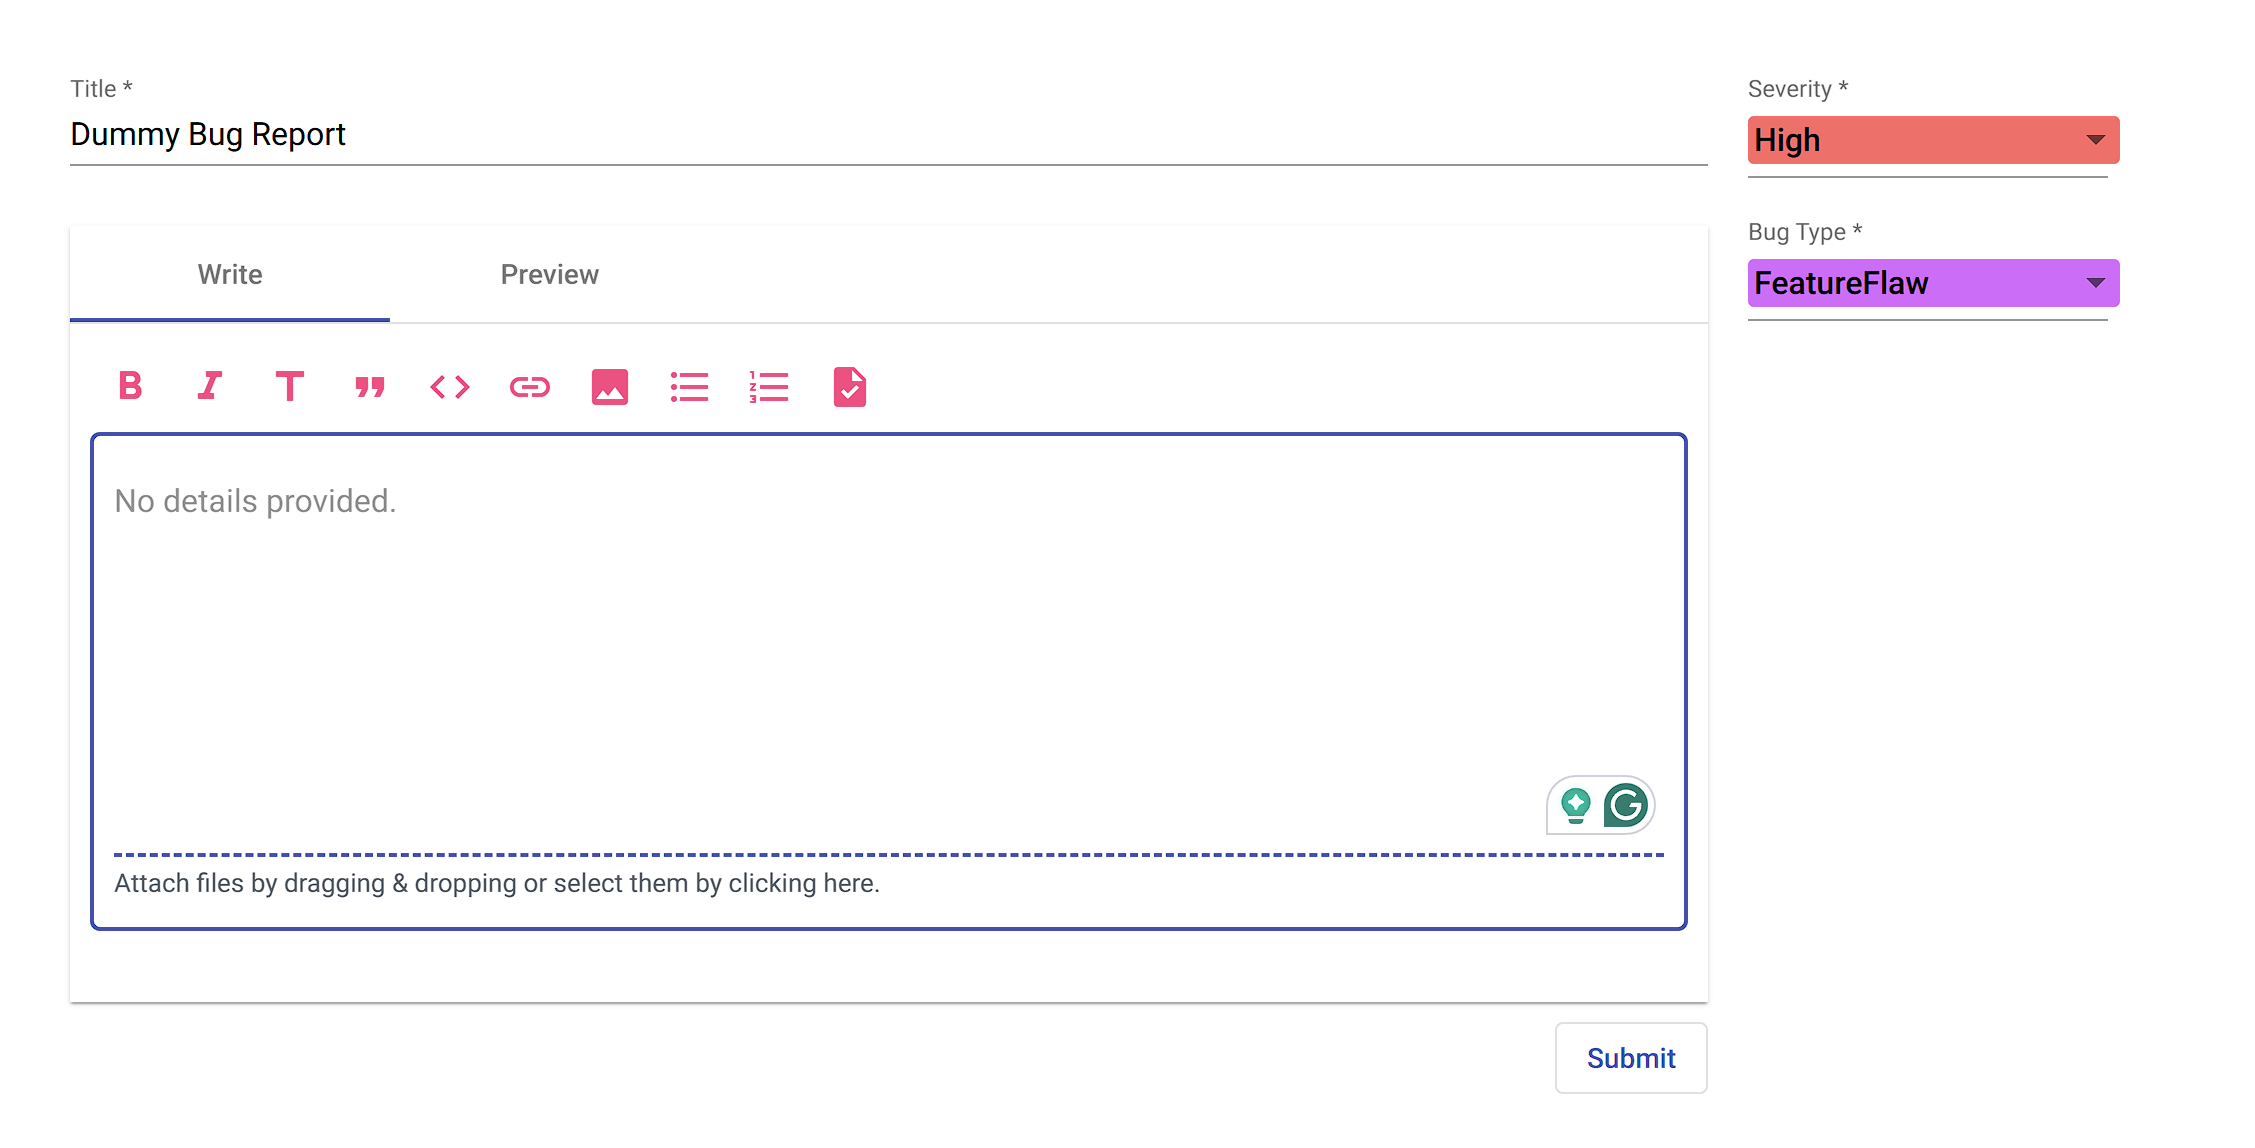 Title *
Dummy Bug Report
Severity *
High
Bug Type *
FeatureFlaw
Write
Preview
No details provided.
Attach files by dragging & dropping or select them by clicking here.
Submit